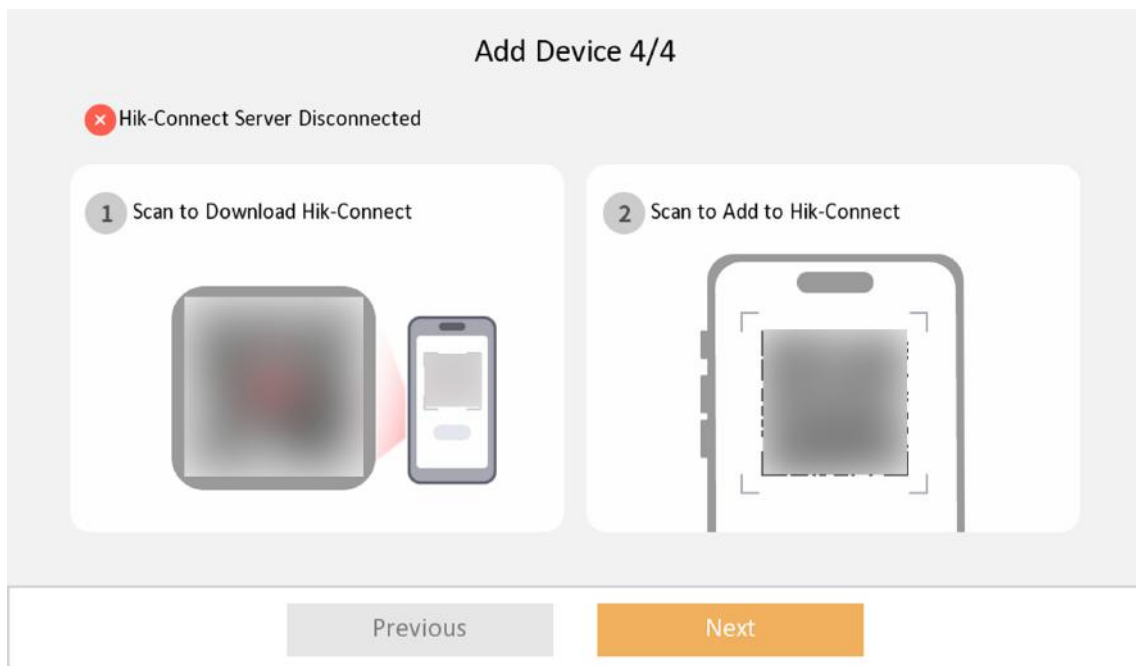 Add Device 4/4
Hik-Connect Server Disconnected
1 Scan to Download Hik-Connect
2 Scan to Add to Hik-Connect
Previous
Next